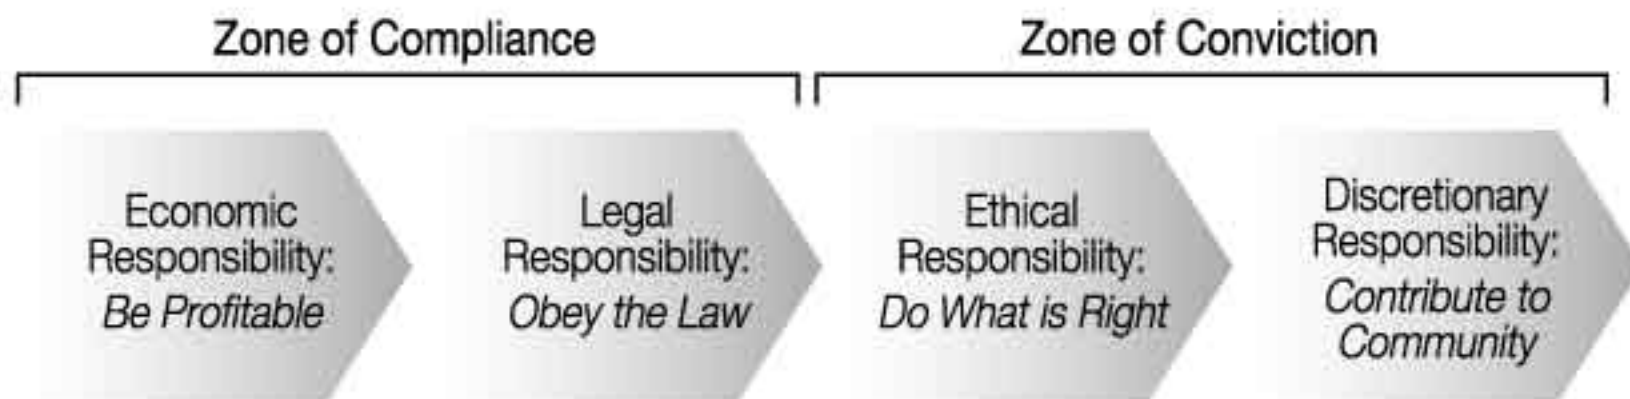 Zone of Compliance
Zone of Conviction
Economic
Responsibility:
Be Profitable
Legal
Responsibility:
Obey the Law
Ethical
Responsibility:
Do What is Right
Discretionary
Responsibility:
Contribute to
Community